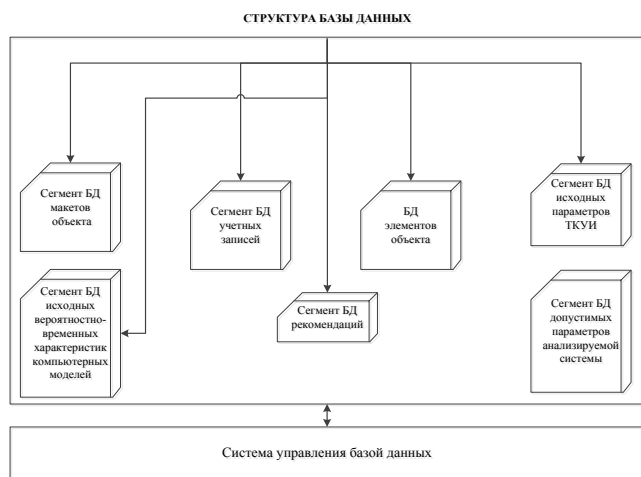 СТРУКТУРА БАЗЫ ДАННЫХ
Сегмент БД
макетов
объекта
Сегмент БД
учетных
записей
БД
элементов
объекта
Сегмент БД
исходных
параметров
ТКУИ
Сегмент БД
исходных
вероятностно-
временных
характеристик
компьютерных
моделей
Сегмент БД
рекомендаций
Сегмент БД
допустимых
параметров
анализируемой
системы
Система управления базой данных